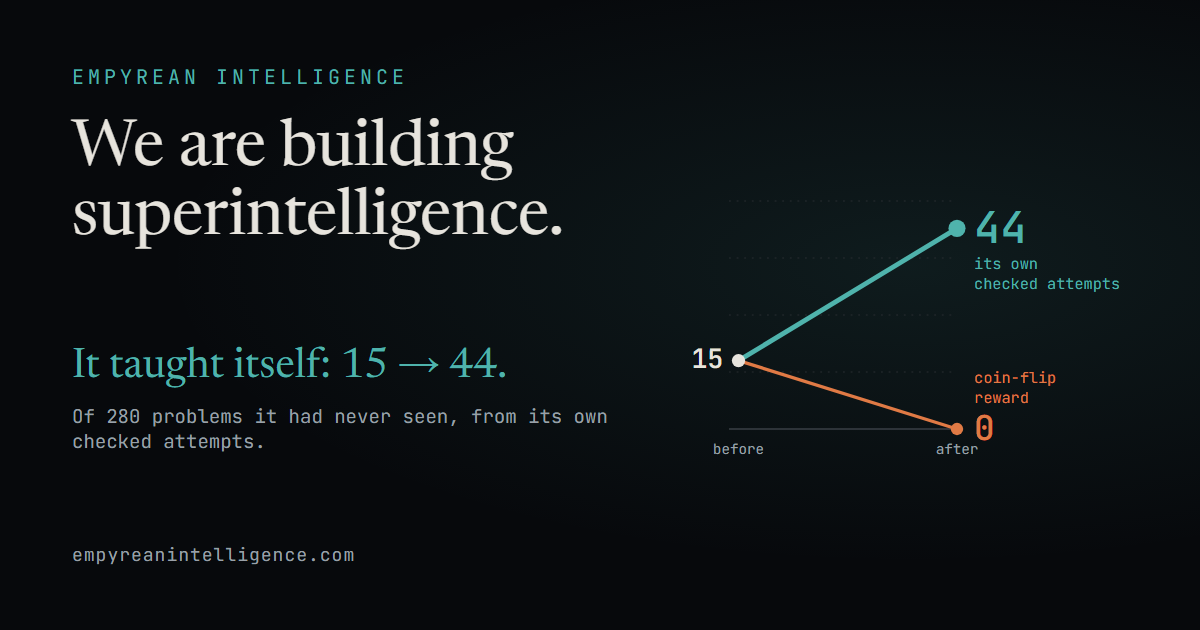 EMPYREAN INTELLIGENCE
We are building
superintelligence.
It taught itself: 15 → 44.
Of 280 problems it had never seen, from its own
checked attempts.
empyreanintelligence.com
44
its own
checked attempts
15
coin-flip
reward
0
before
after